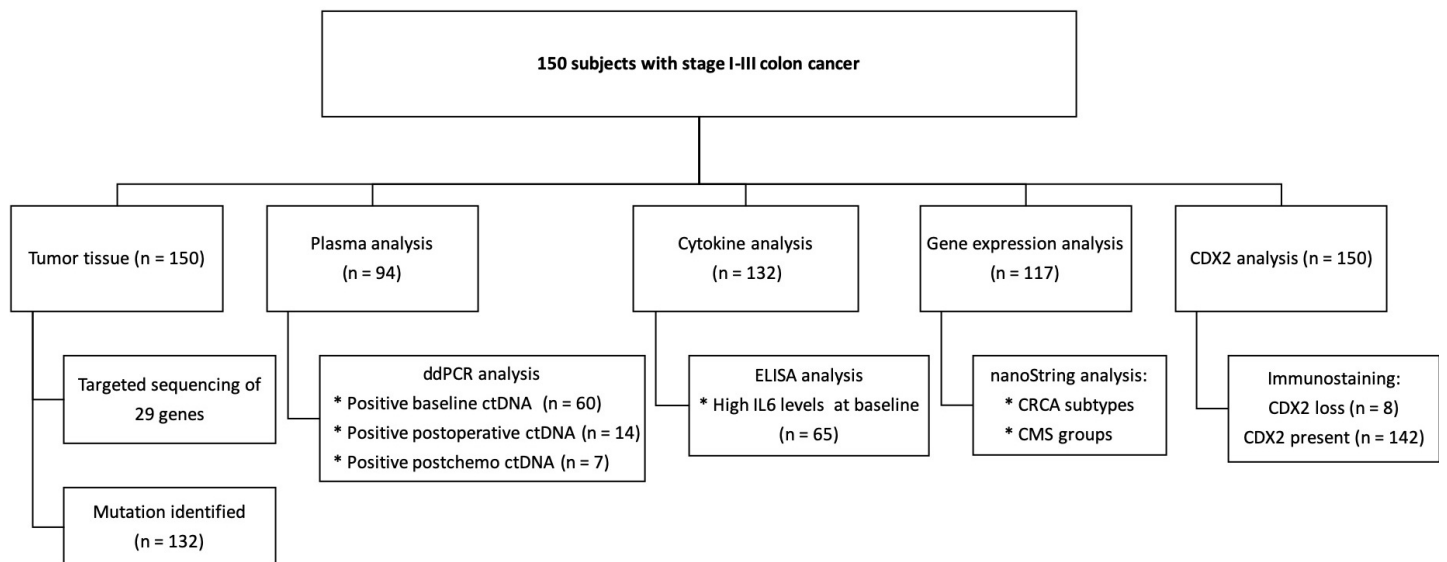 150 subjects with stage I-III colon cancer
Tumor tissue (n = 150)
Targeted sequencing of
29 genes
Mutation identified
(n = 132)
Plasma analysis
(n = 94)
ddPCR analysis
* Positive baseline ctDNA (n = 60)
* Positive postoperative ctDNA (n = 14)
* Positive postchemo ctDNA (n = 7)
Cytokine analysis
(n = 132)
ELISA analysis
* High IL6 levels at baseline
(n = 65)
Gene expression analysis
(n = 117)
nanoString analysis:
* CRCA subtypes
* CMS groups
CDX2 analysis (n = 150)
Immunostaining:
CDX2 loss (n = 8)
CDX2 present (n = 142)